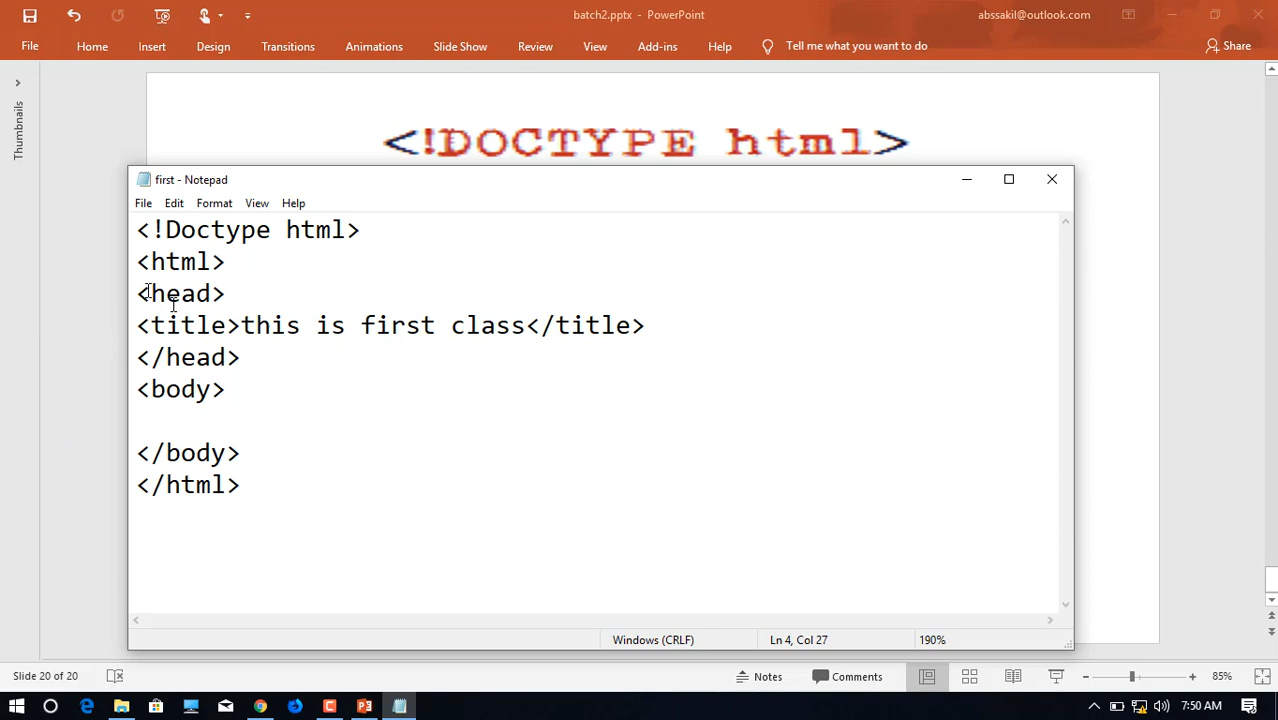 batch2.pptx - PowerPoint
abssakil@outlook.com
File Home Insert Design Transitions Animations Slide Show Review View Add-ins Help Tell me what you want to do Share
Thumbnails
<!DOCTYPE html>
first - Notepad
File Edit Format View Help
<!Doctype html>
<html>
<head>
<title>this is first class</title>
</head>
<body>
</body>
</html>
Windows (CRLF) Ln 4, Col 27 190%
Slide 20 of 20 Notes Comments 85%
7:50 AM